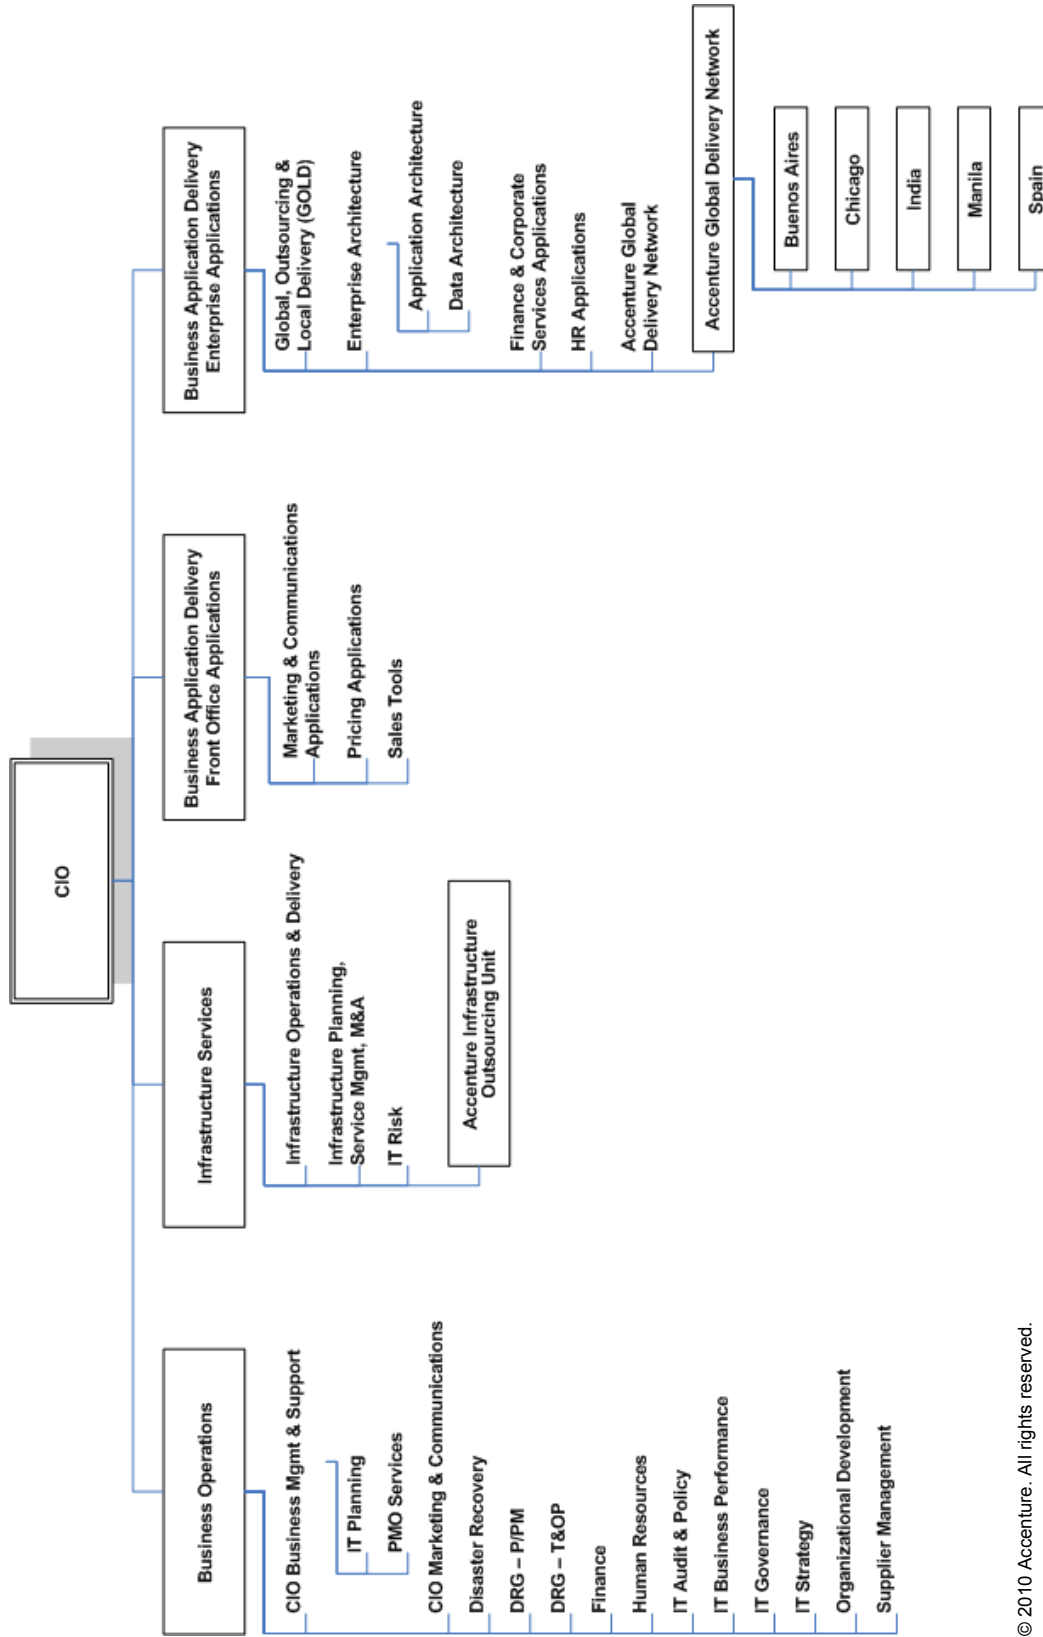 CIO
Business Operations
CIO Business Mgmt & Support
IT Planning
PMO Services
CIO Marketing & Communications
Disaster Recovery
DRG – P/PM
DRG – T&OP
Finance
Human Resources
IT Audit & Policy
IT Business Performance
IT Governance
IT Strategy
Organizational Development
Supplier Management
Infrastructure Services
Infrastructure Operations & Delivery
Infrastructure Planning,
Service Mgmt, M&A
IT Risk
Accenture Infrastructure
Outsourcing Unit
Business Application Delivery
Front Office Applications
Marketing & Communications
Applications
Pricing Applications
Sales Tools
Business Application Delivery
Enterprise Applications
Global, Outsourcing &
Local Delivery (GOLD)
Enterprise Architecture
Application Architecture
Data Architecture
Finance & Corporate
Services Applications
HR Applications
Accenture Global
Delivery Network
Accenture Global Delivery Network
Buenos Aires
Chicago
India
Manila
Spain
© 2010 Accenture. All rights reserved.